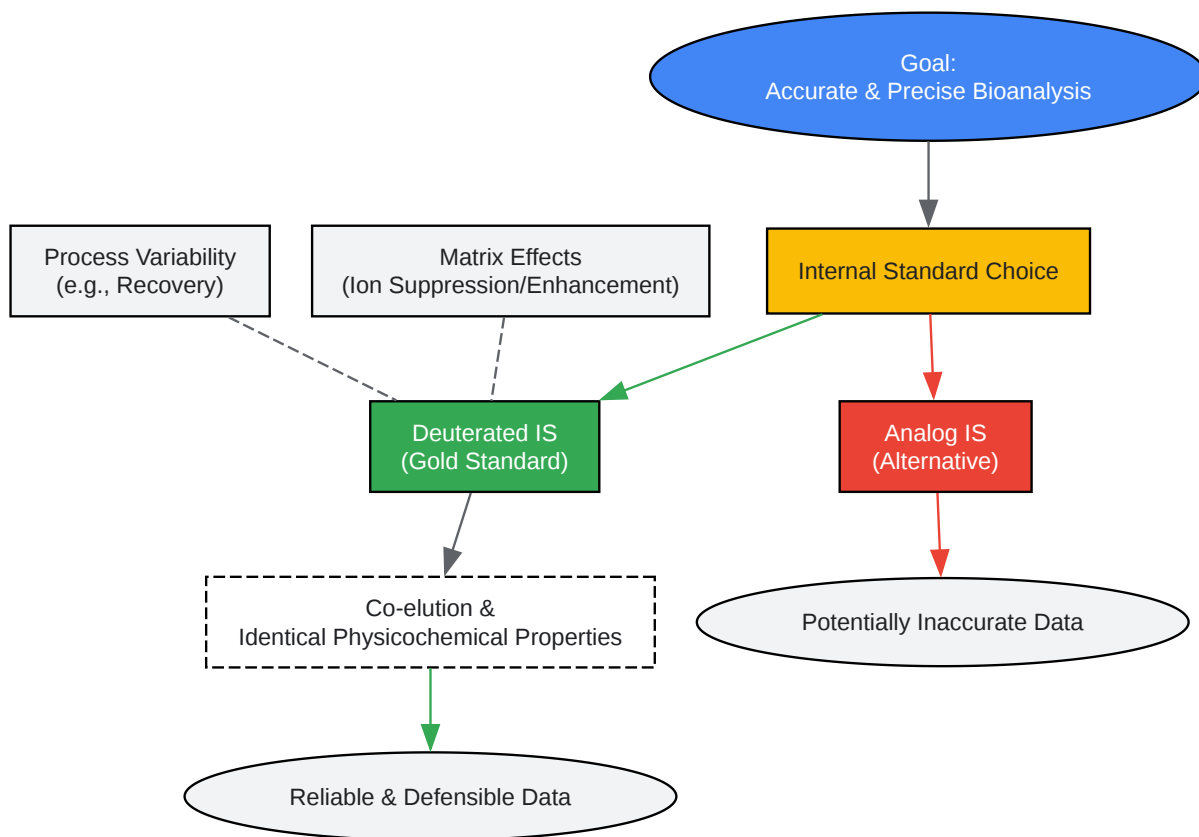 Goal:
Accurate & Precise Bioanalysis
Process Variability
(e.g., Recovery)
Matrix Effects
(Ion Suppression/Enhancement)
Internal Standard Choice
Deuterated IS
(Gold Standard)
Analog IS
(Alternative)
Co-elution &
Identical Physicochemical Properties
Potentially Inaccurate Data
Reliable & Defensible Data